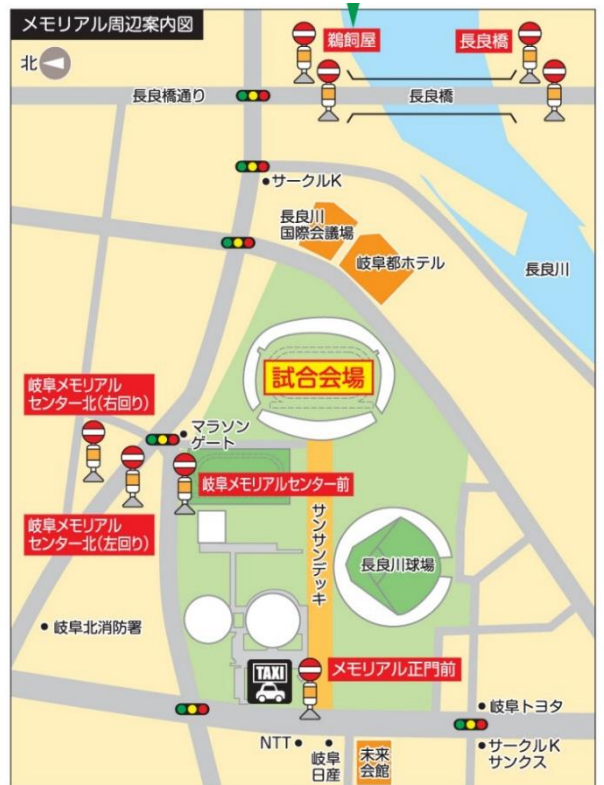 メモリアル周辺案内図
北
鵜飼屋
長良橋
長良橋通り
長良橋
サークルK
長良川
国際会議場
岐阜都ホテル
長良川
試合会場
岐阜メモリアル
センター北(右回り)
マラソン
ゲート
岐阜メモリアルセンター前
岐阜メモリアル
センター北(左回り)
サンサンデッキ
長良川球場
岐阜北消防署
TAXI
メモリアル正門前
岐阜トヨタ
NTT
岐阜
日産
未来
会館
サークルK
サンクス